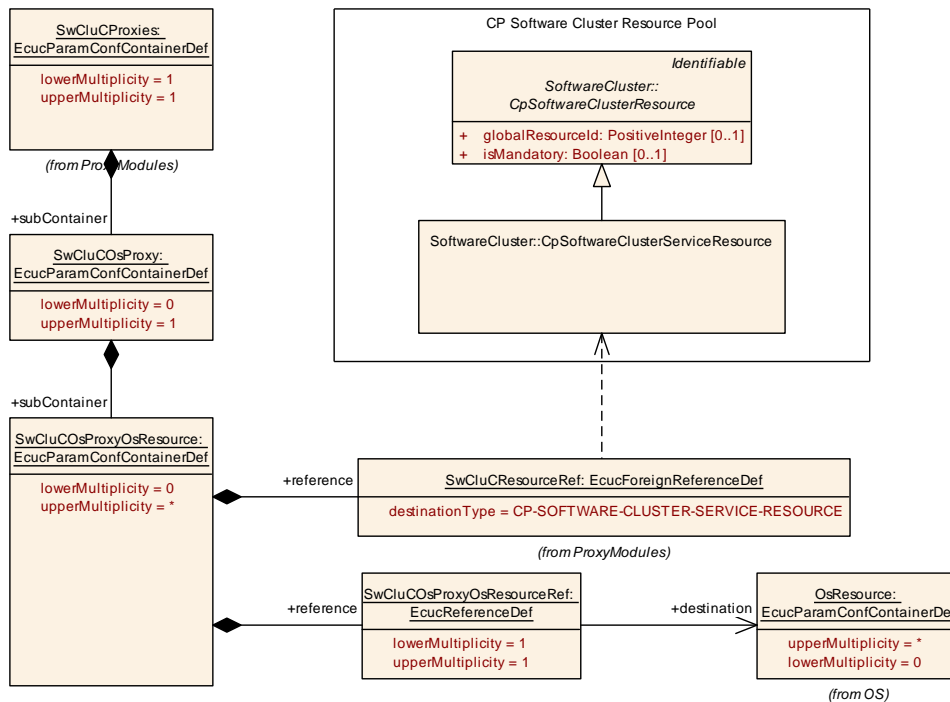 SwCluCProxies:
EcucParamConfContainerDef
lowerMultiplicity = 1
upperMultiplicity = 1
(from ProxyModules)
+subContainer
SwCluCOsProxy:
EcucParamConfContainerDef
lowerMultiplicity = 0
upperMultiplicity = 1
+subContainer
SwCluCOsProxyOsResource:
EcucParamConfContainerDef
lowerMultiplicity = 0
upperMultiplicity = *
CP Software Cluster Resource Pool
Identifiable
SoftwareCluster::
CpSoftwareClusterResource
+ globalResourceId: PositiveInteger [0..1]
+ isMandatory: Boolean [0..1]
SoftwareCluster::CpSoftwareClusterServiceResource
+reference
SwCluCResourceRef: EcucForeignReferenceDef
destinationType = CP-SOFTWARE-CLUSTER-SERVICE-RESOURCE
(from ProxyModules)
+reference
SwCluCOsProxyOsResourceRef:
EcucReferenceDef
lowerMultiplicity = 1
upperMultiplicity = 1
+destination
OsResource:
EcucParamConfContainerDef
upperMultiplicity = *
lowerMultiplicity = 0
(from OS)